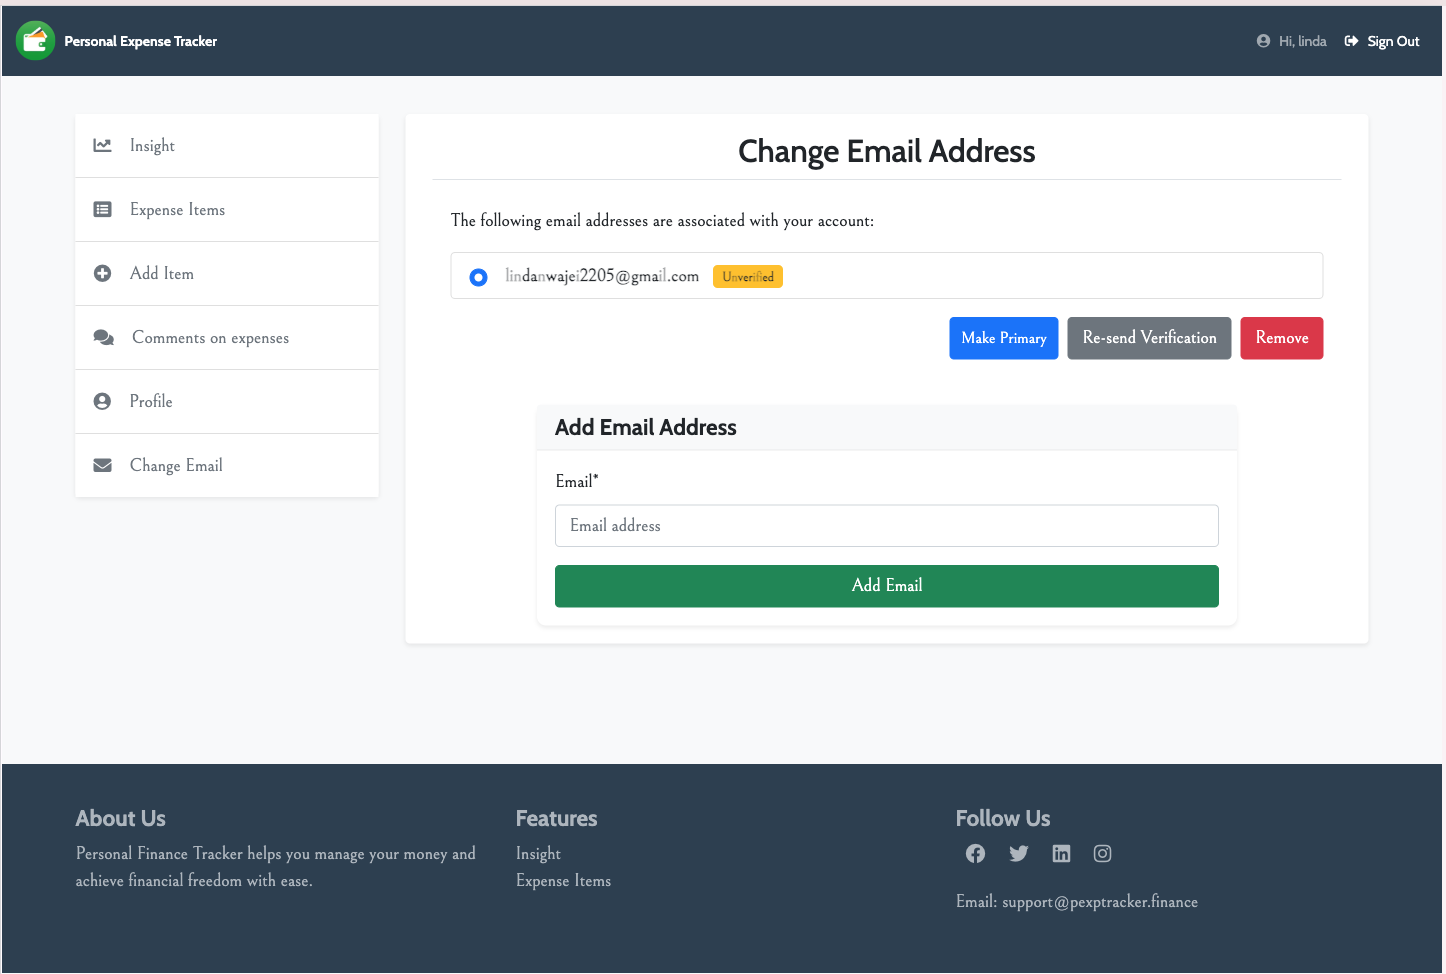 Personal Expense Tracker
Hi, linda
Sign Out
Insight
Expense Items
Add Item
Comments on expenses
Profile
Change Email
Change Email Address
The following email addresses are associated with your account:
lindanwajei2205@gmail.com Unverified
Make Primary
Re-send Verification
Remove
Add Email Address
Email*
Email address
Add Email
About Us
Personal Finance Tracker helps you manage your money and
achieve financial freedom with ease.
Features
Insight
Expense Items
Follow Us
Email: support@pexptracker.finance